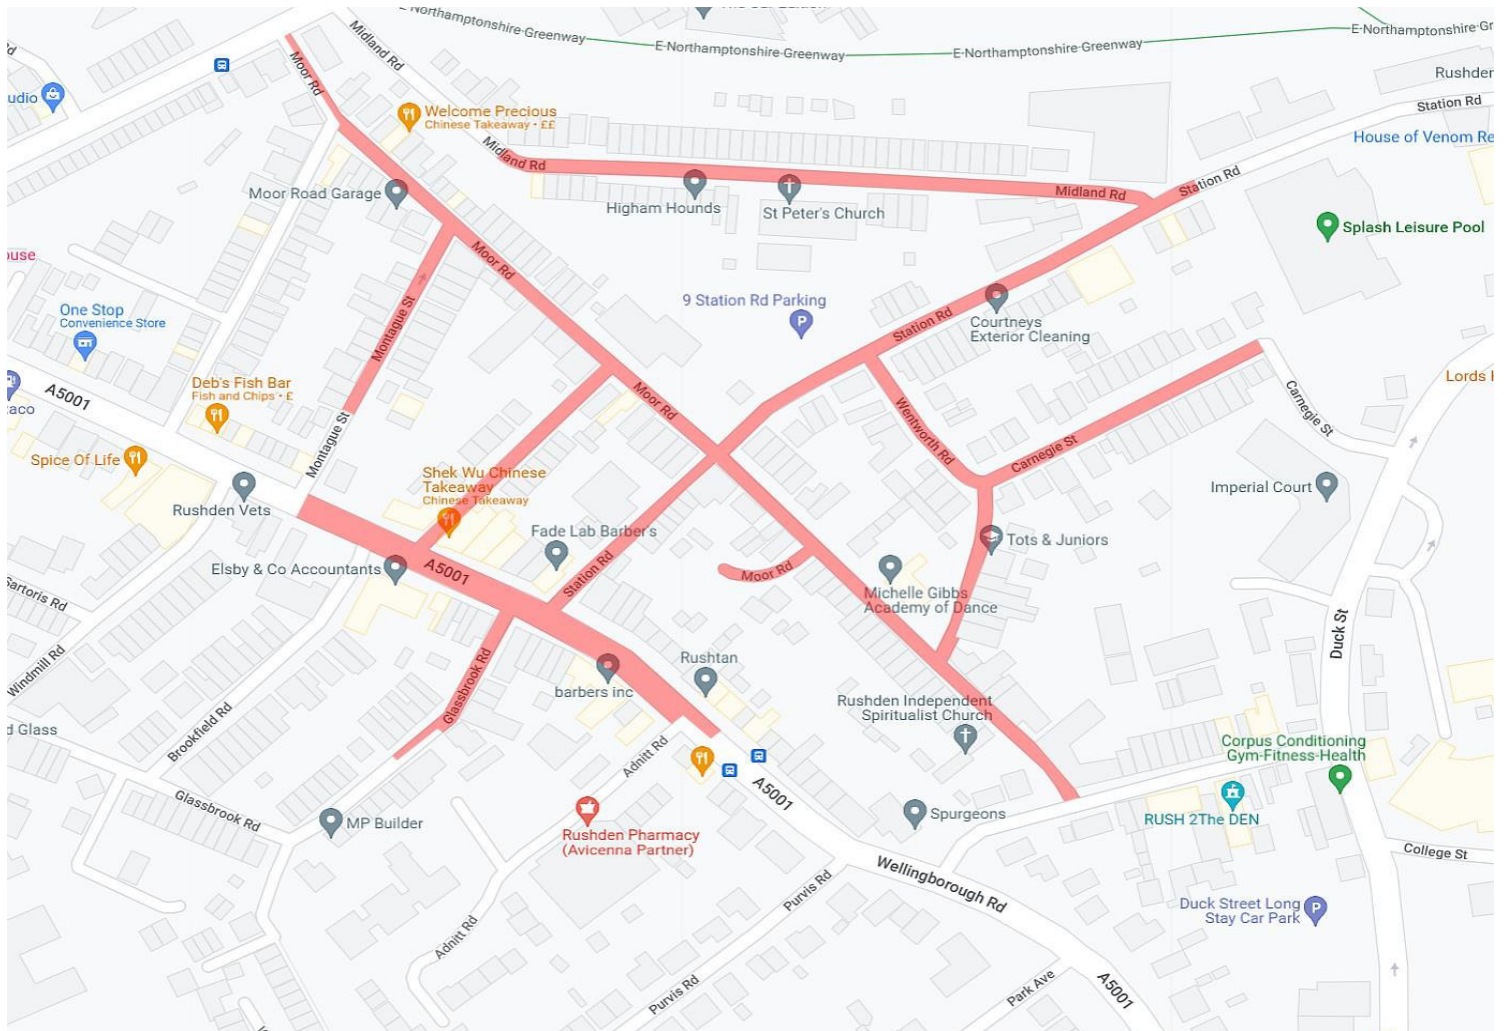 E-Northamptonshire-Greenway
E-Northamptonshire-Greenway
E-Northamptonshire-Greenway
E-Northamptonshire-Gr
Midland Rd
Moor Rd
Rushder
Station Rd
udio
Welcome Precious
Chinese Takeaway · ££
House of Venom Re
Midland Rd
Moor Road Garage
Higham Hounds
St Peter's Church
Midland Rd
Station Rd
Splash Leisure Pool
ouse
Moor Rd
One Stop
Convenience Store
Montague St
9 Station Rd Parking
Station Rd
Courtneys
Exterior Cleaning
A5001
Deb's Fish Bar
Fish and Chips · £
Moor Rd
Lords
Carnegie St
taco
Montague St
Wentworth Rd
Carnegie St
Spice Of Life
Rushden Vets
Shek Wu Chinese
Takeaway
Chinese Takeaway
Imperial Court
Fade Lab Barber's
Tots & Juniors
Elsby & Co Accountants
A5001
Station Rd
Moor Rd
Michelle Gibbs
Academy of Dance
Sartoris Rd
Windmill Rd
Glassbrook Rd
barbers inc
Rushtan
Duck St
Rushden Independent
Spiritualist Church
d Glass
Brookfield Rd
Adnitt Rd
Corpus Conditioning
Gym-Fitness-Health
A5001
Glassbrook Rd
MP Builder
Spurgeons
RUSH 2The DEN
Rushden Pharmacy
(Avicenna Partner)
College St
Wellingborough Rd
Purvis Rd
Duck Street Long
Stay Car Park
Adnitt Rd
Purvis Rd
Park Ave
A5001